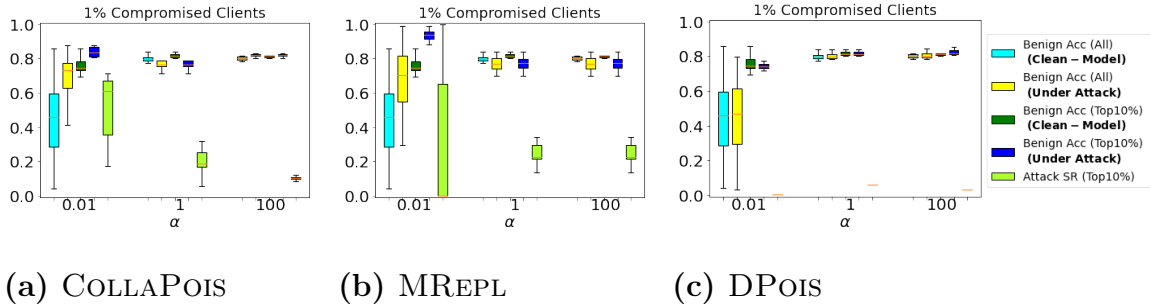 1% Compromised Clients
1.0
0.8
0.6
0.4
0.2
0.0
0.01 1 100
α
1% Compromised Clients
1.0
0.8
0.6
0.4
0.2
0.0
0.01 1 100
α
1% Compromised Clients
1.0
0.8
0.6
0.4
0.2
0.0
0.01 1 100
α
Benign Acc (All)
(Clean − Model)
Benign Acc (All)
(Under Attack)
Benign Acc (Top10%)
(Clean − Model)
Benign Acc (Top10%)
(Under Attack)
Attack SR (Top10%)
(a) COLLAPOIS (b) MREPL (c) DPOIS